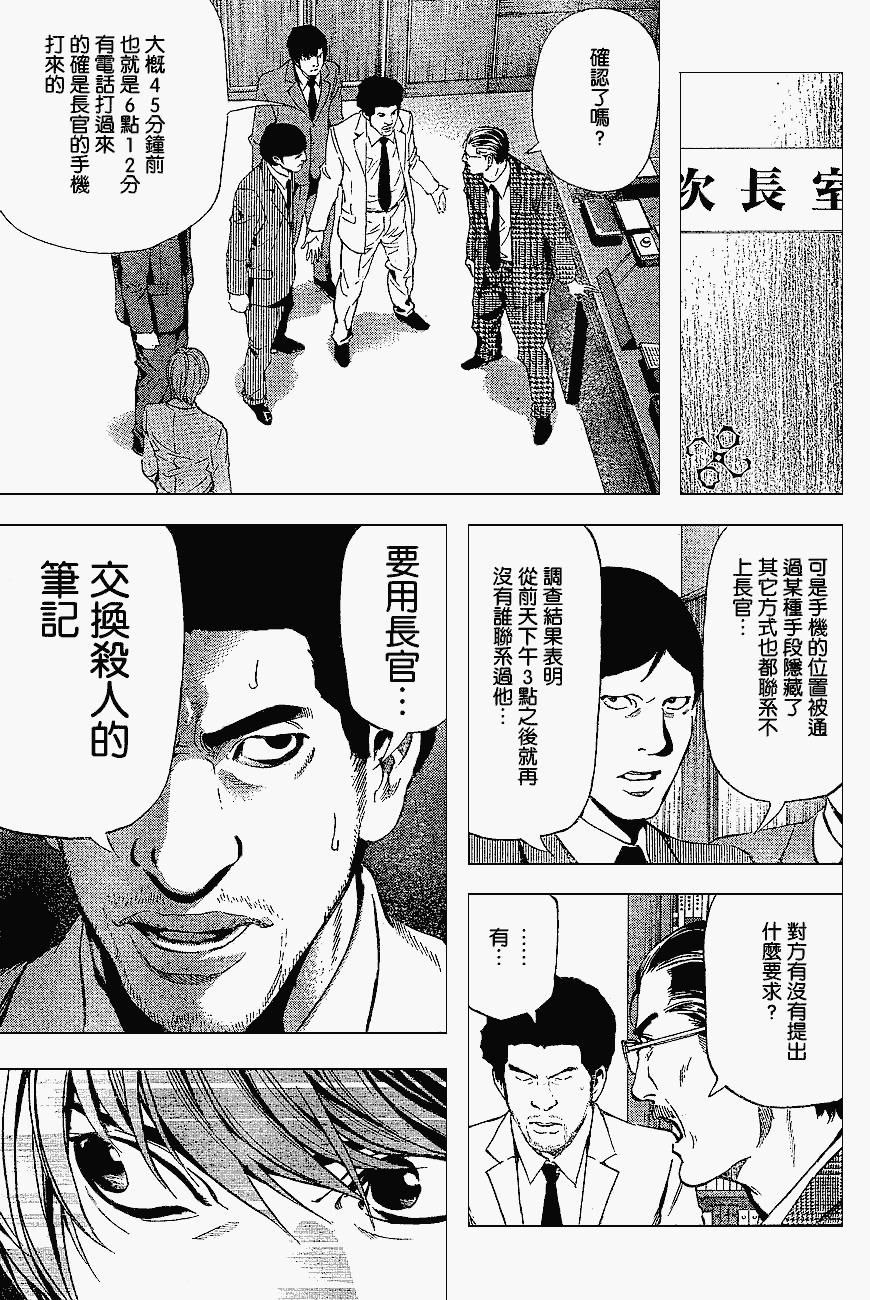 次長室
確認了嗎?
大概45分鐘前
也就是6點12分
有電話打過來
的確是長官的手機
打來的
可是手機的位置被通
過某種手段隱藏了
其它方式也都聯系不
上長官…
調查結果表明
從前天下午3點之後就再
沒有誰聯系過他…
對方有沒有提出
什麼要求?
……
有…
要用長官…
交換殺人的
筆記